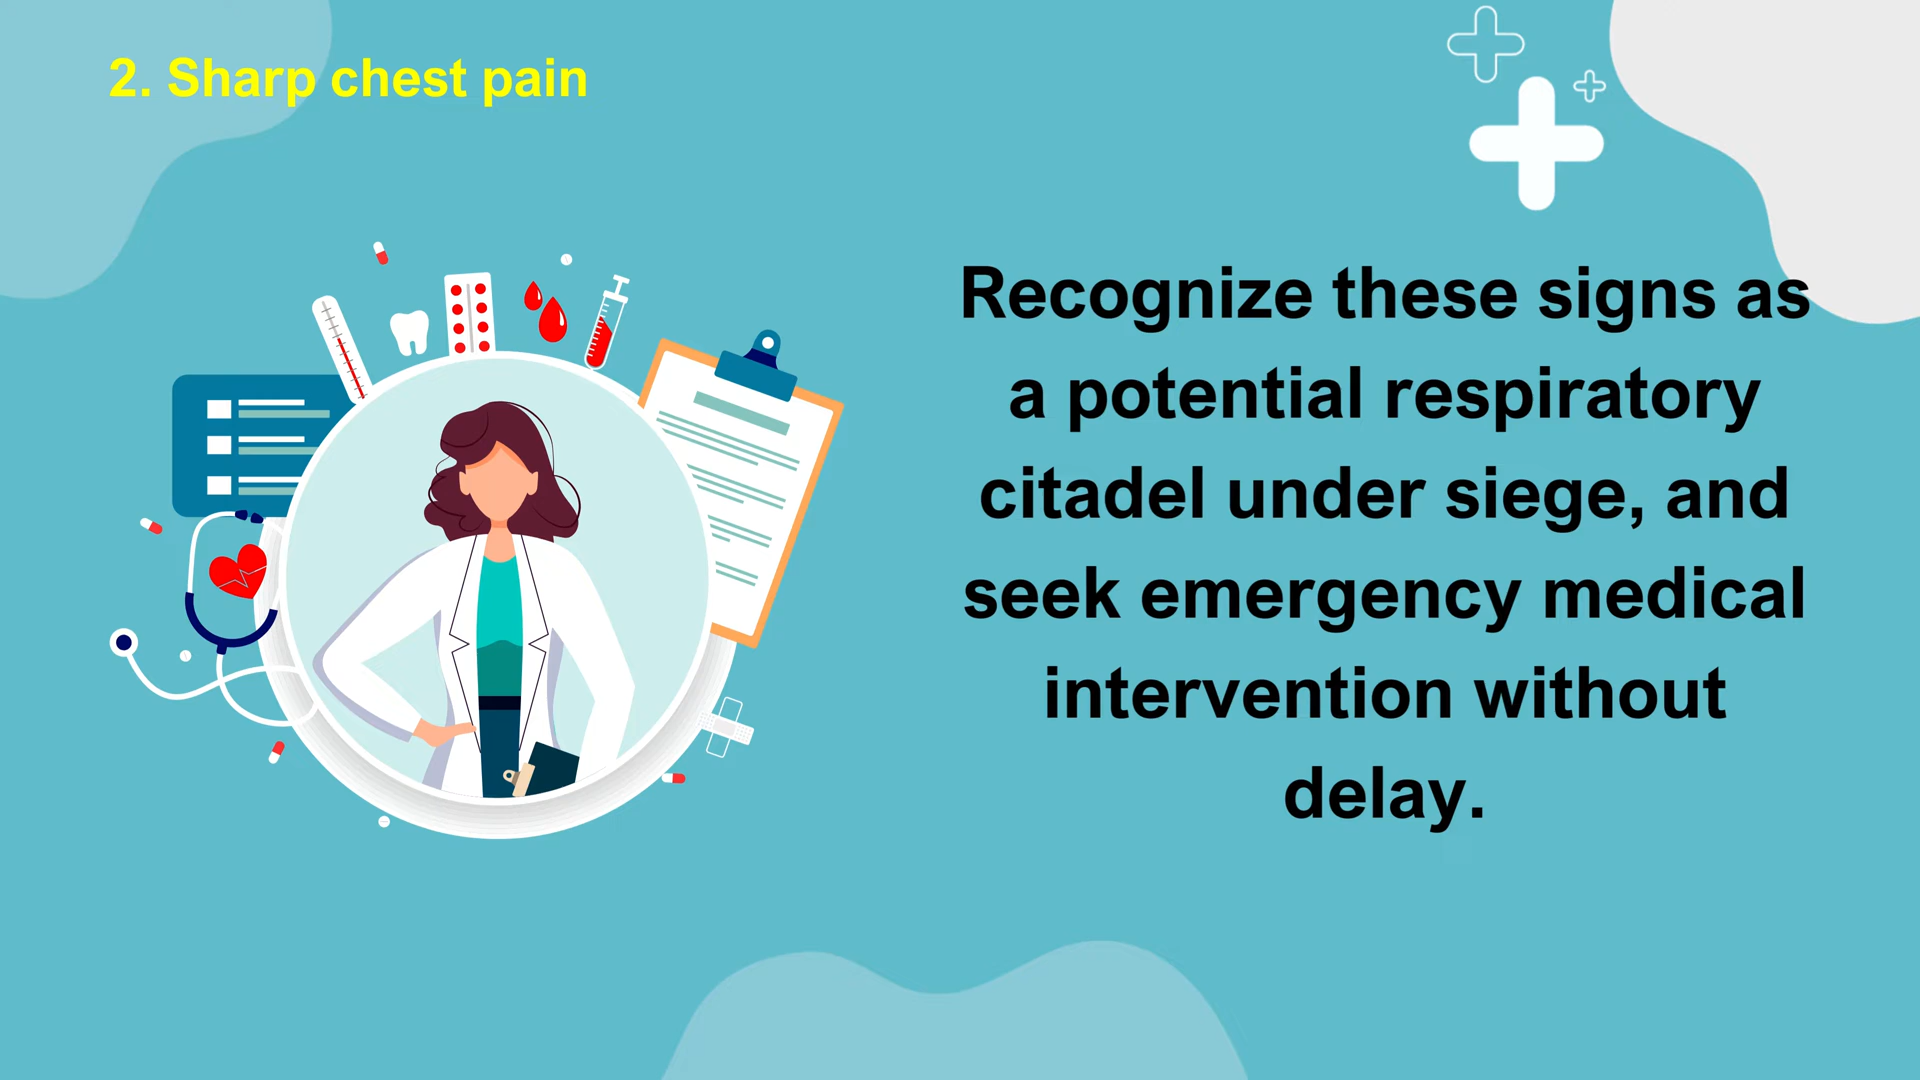 2. Sharp chest pain
Recognize these signs as
a potential respiratory
citadel under siege, and
seek emergency medical
intervention without
delay.